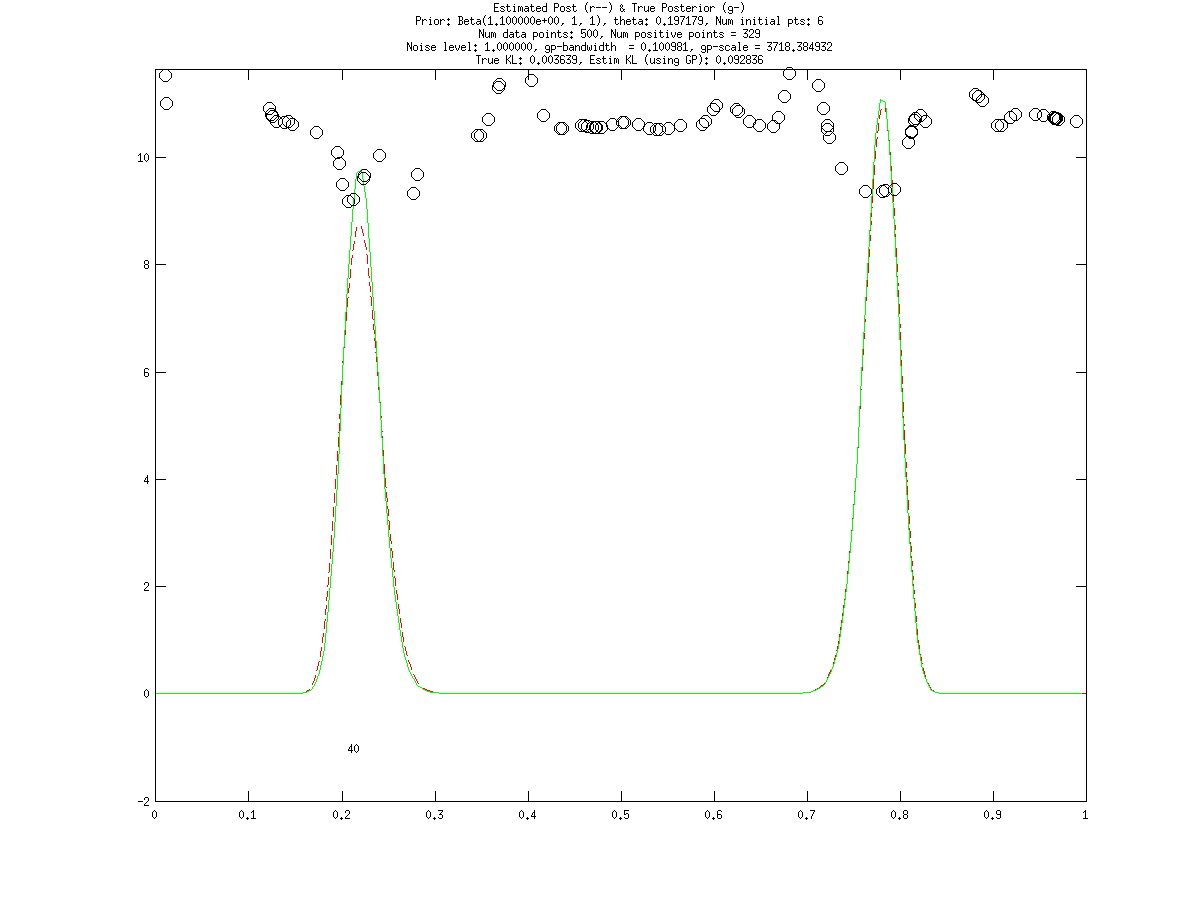 Estimated Post (r--) & True Posterior (g-)
Prior: Beta(1.100000e+00, 1, 1), theta: 0.197179, Num initial pts: 6
Num data points: 500, Num positive points = 329
Noise level: 1.000000, gp-bandwidth  = 0.100981, gp-scale = 3718.384932
True KL: 0.003639, Estim KL (using GP): 0.092836
10
8
6
4
2
0
40
-2
0 0.1 0.2 0.3 0.4 0.5 0.6 0.7 0.8 0.9 1